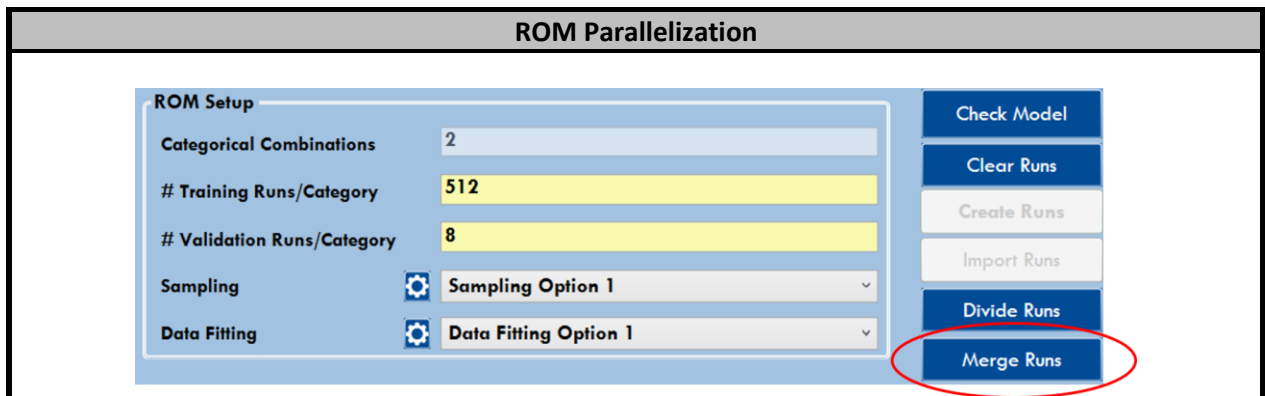 ROM Parallelization
ROM Setup
Categorical Combinations 2
# Training Runs/Category 512
# Validation Runs/Category 8
Sampling Sampling Option 1
Data Fitting Data Fitting Option 1
Check Model
Clear Runs
Create Runs
Import Runs
Divide Runs
Merge Runs